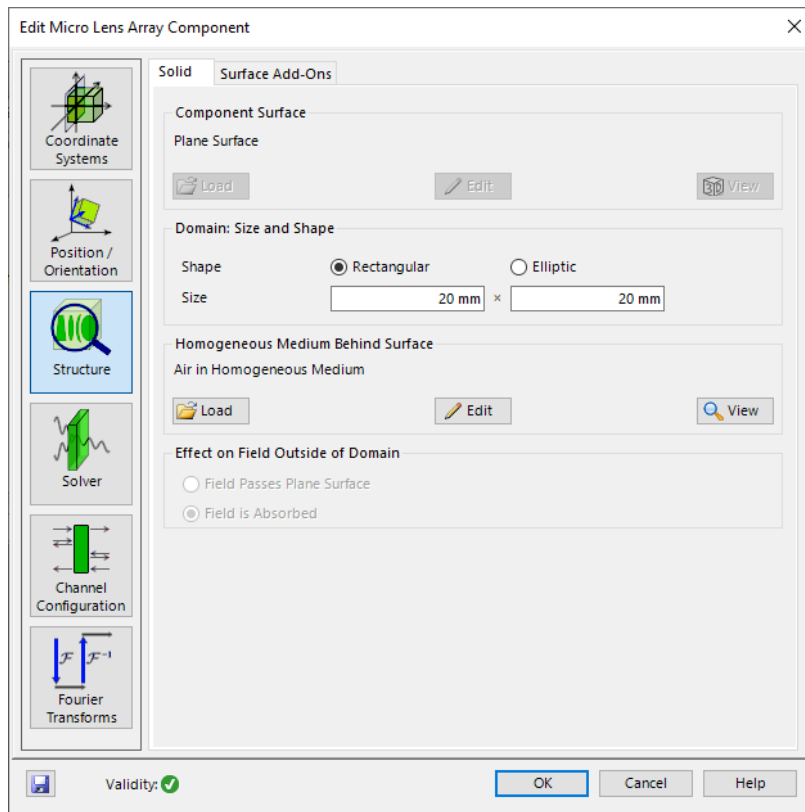 Edit Micro Lens Array Component
Coordinate
Systems
Position /
Orientation
Structure
Solver
Channel
Configuration
F F-1
Fourier
Transforms
Solid
Surface Add-Ons
Component Surface
Plane Surface
Load
Edit
3D View
Domain: Size and Shape
Shape
Rectangular
Elliptic
Size
20 mm × 20 mm
Homogeneous Medium Behind Surface
Air in Homogeneous Medium
Load
Edit
View
Effect on Field Outside of Domain
Field Passes Plane Surface
Field is Absorbed
Validity:
OK
Cancel
Help